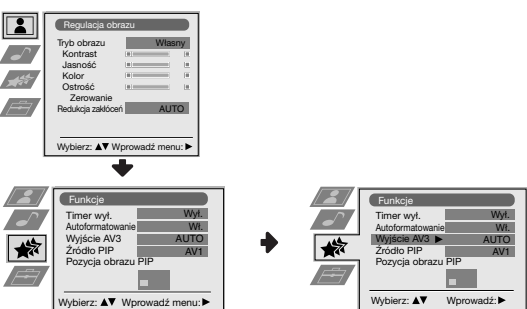 Regulacja obrazu
Tryb obrazu Własny
Kontrast
Jasność
Kolor
Ostrość
Zerowanie
Redukcja zakłóceń AUTO
Wybierz: ▲▼ Wprowadź menu: ▶
Funkcje
Timer wył. Wył.
Autoformatowanie Wł.
Wyjście AV3 AUTO
Źródło PIP AV1
Pozycja obrazu PIP
Wybierz: ▲▼ Wprowadź menu: ▶
Funkcje
Timer wył. Wył.
Autoformatowanie Wł.
Wyjście AV3 ▶ AUTO
Źródło PIP AV1
Pozycja obrazu PIP
Wybierz: ▲▼ Wprowadź: ▶